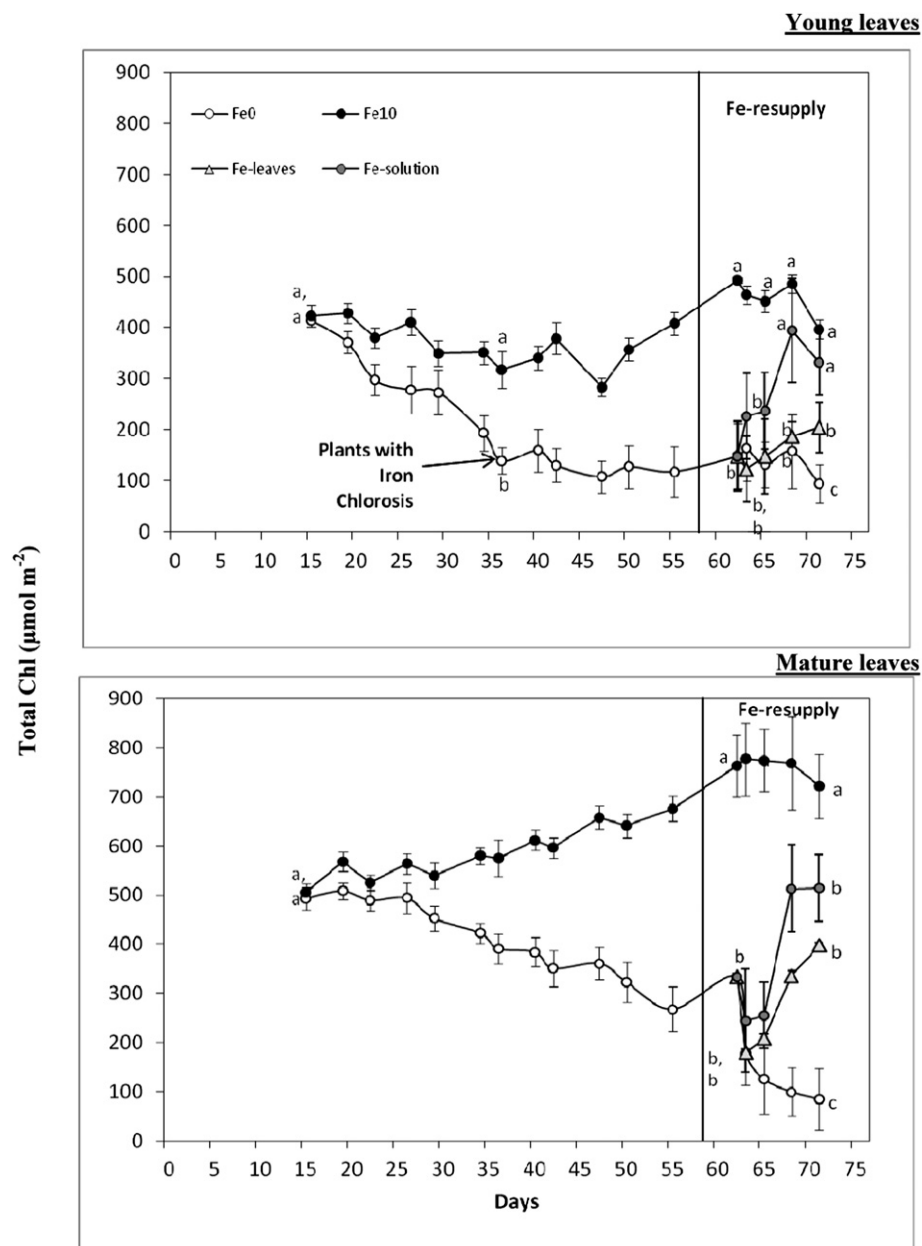 Young leaves
900
800
700
600
500
400
300
200
100
0
Fe0
Fe10
Fe-leaves
Fe-solution
Fe-resupply
a,
a
a
b
Plants with
Iron
Chlorosis
a
a
a
a
a
a
b
b
b
b
b
b
c
b,
b
0 5 10 15 20 25 30 35 40 45 50 55 60 65 70 75
Total Chl (µmol m⁻²)
Mature leaves
900
800
700
600
500
400
300
200
100
0
Fe-resupply
a,
a
a
a
b
b
b
b,
b
c
0 5 10 15 20 25 30 35 40 45 50 55 60 65 70 75
Days